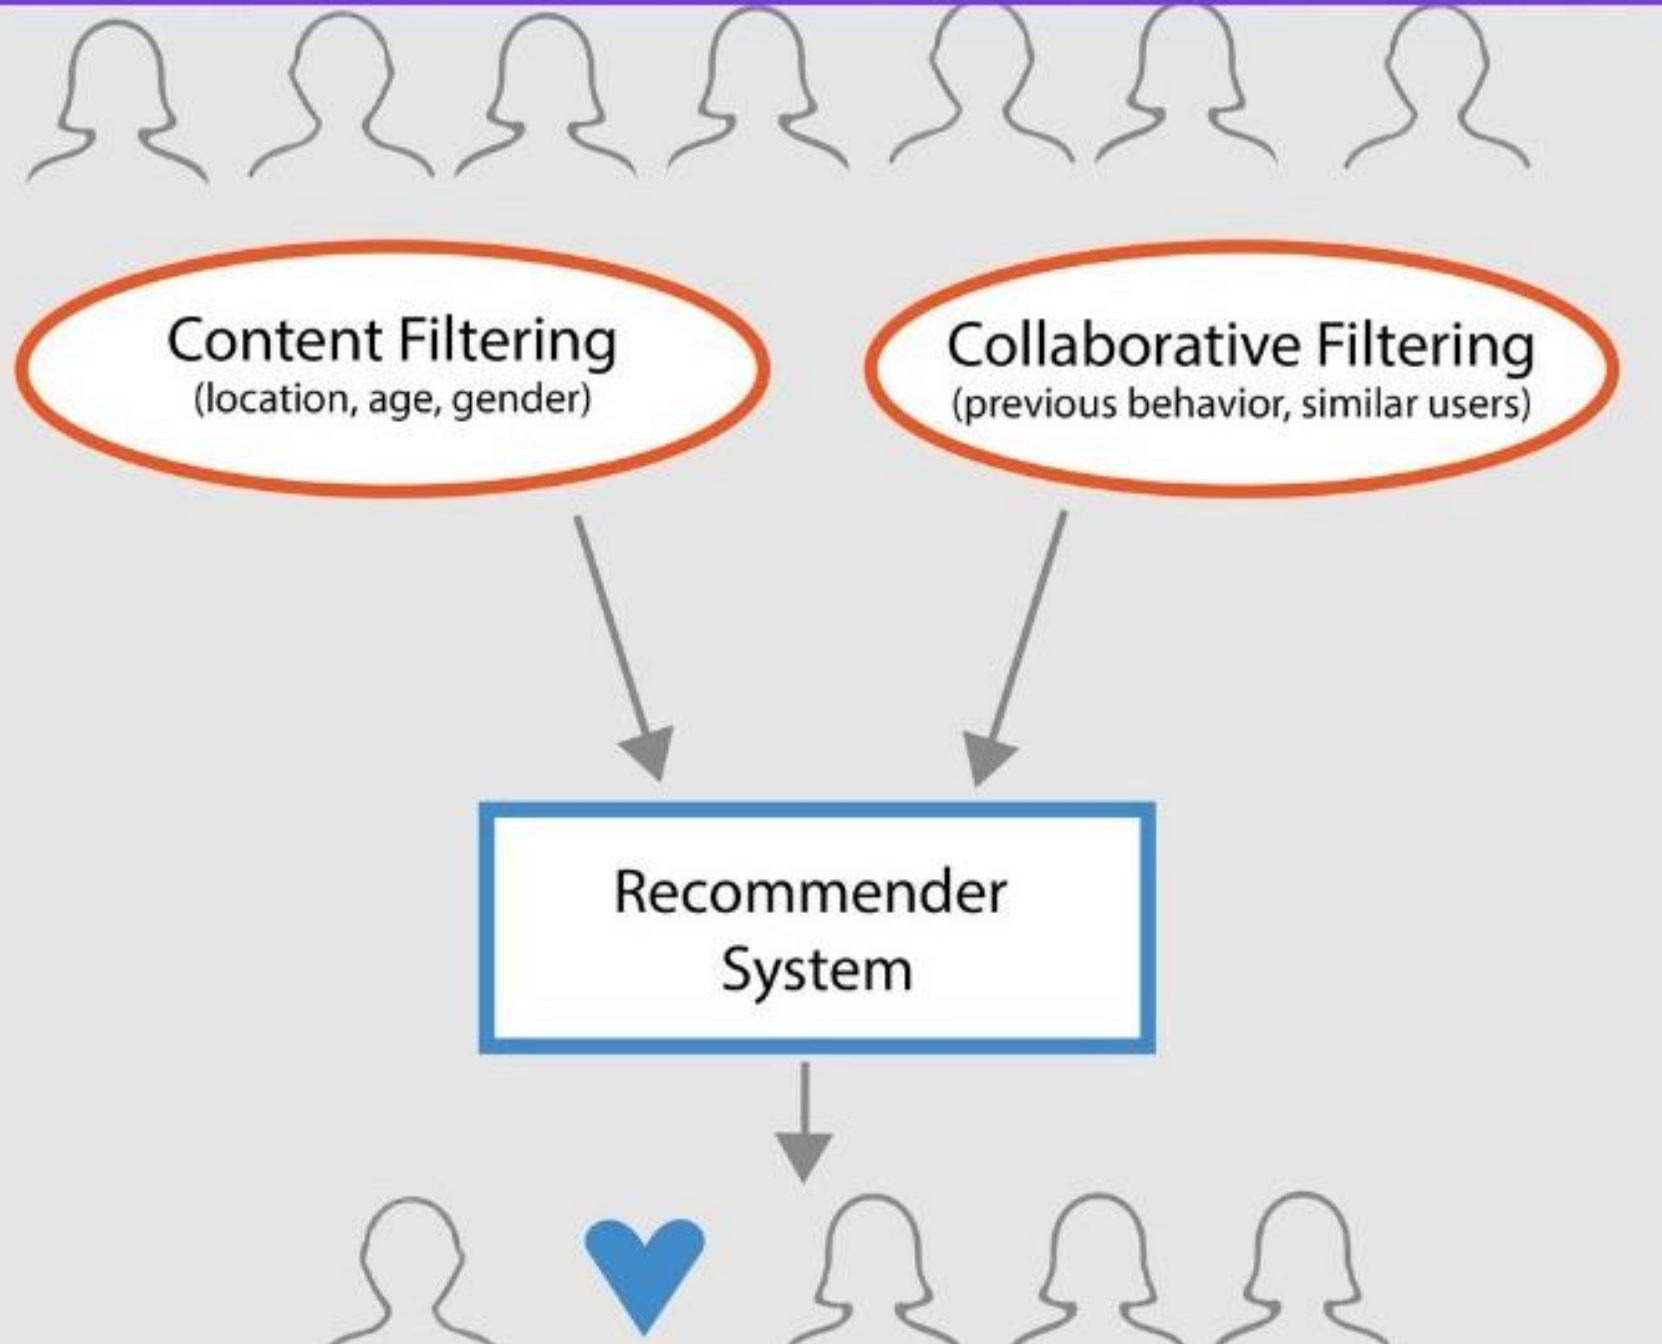 Content Filtering
(location, age, gender)
Collaborative Filtering
(previous behavior, similar users)
Recommender
System